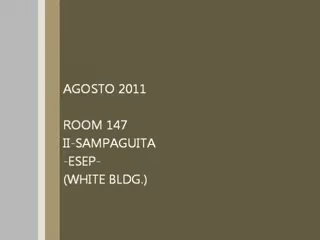 AGOSTO 2011
ROOM 147
II-SAMPAGUITA
-ESEP-
(WHITE BLDG.)